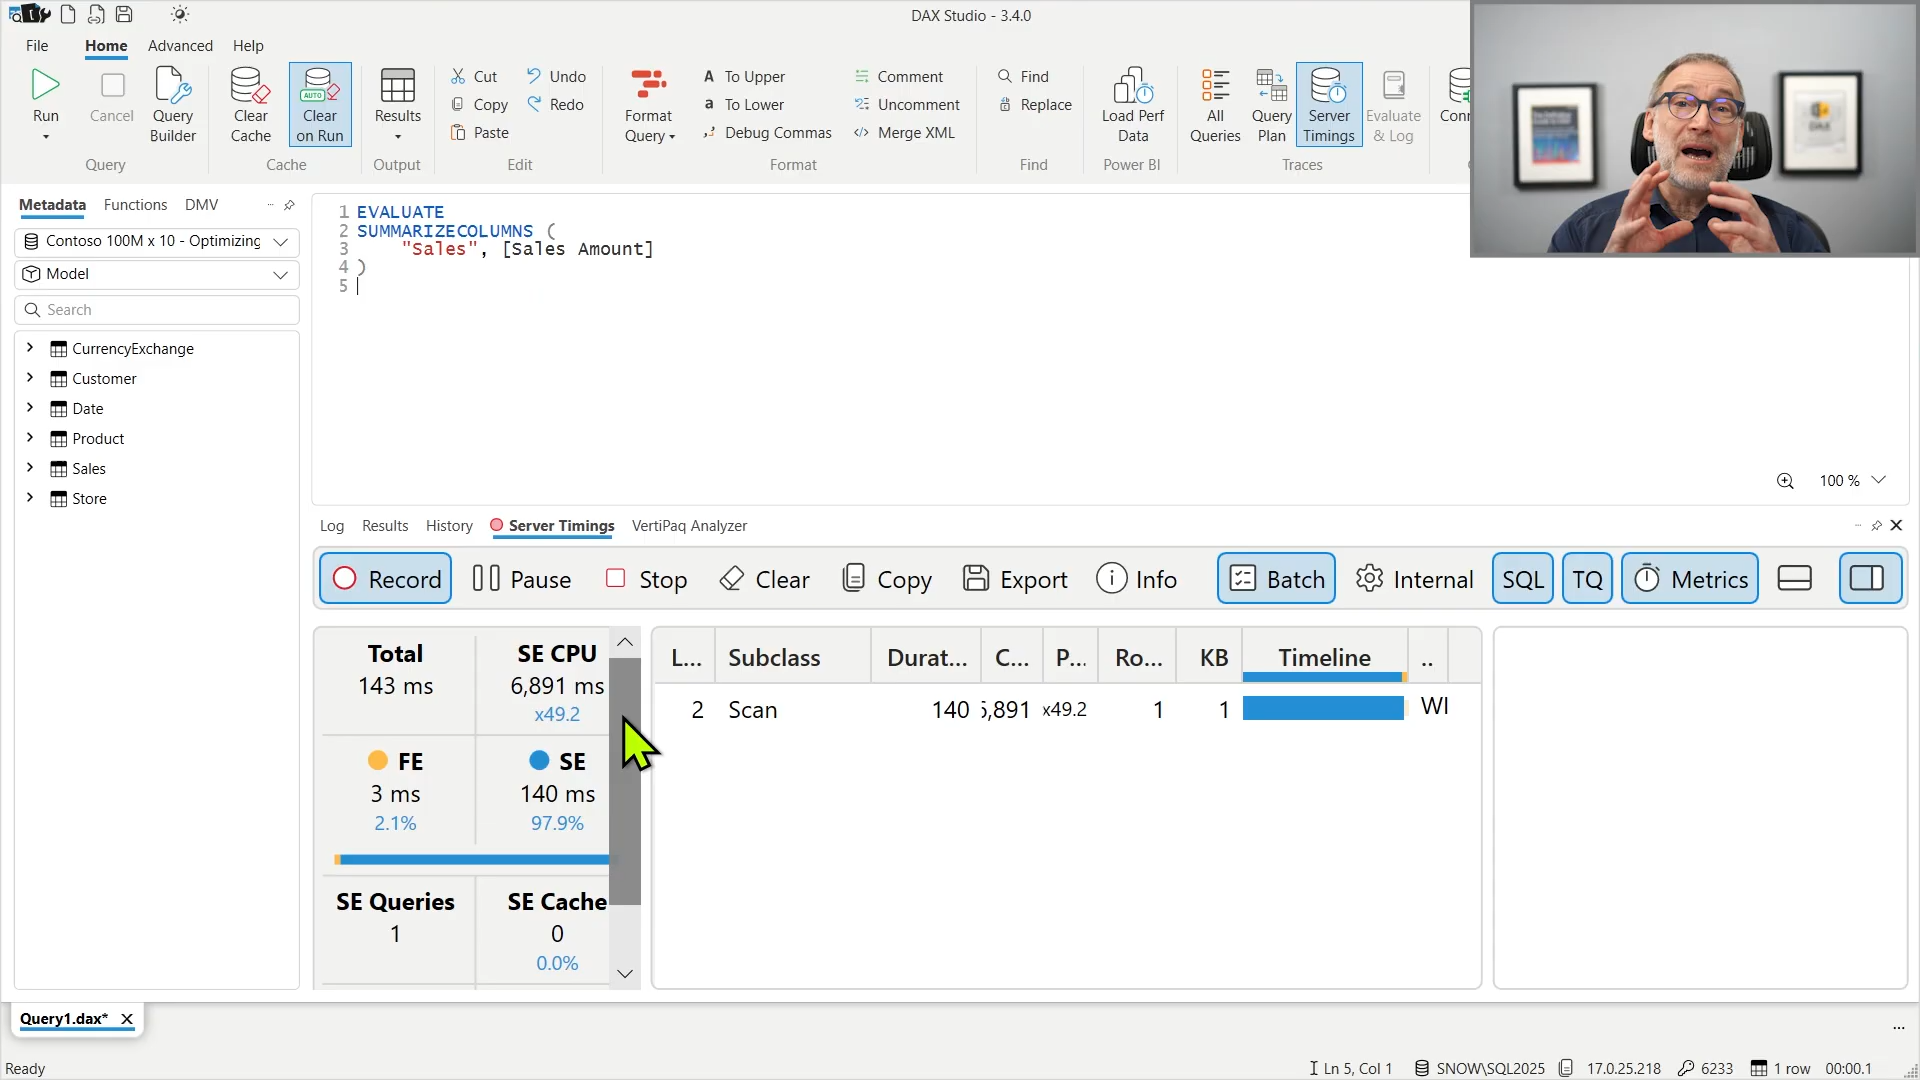 DAX Studio - 3.4.0
File Home Advanced Help
Run
Cancel
Query Builder
Clear Cache
AUTO
Clear on Run
Results
Cut
Copy
Paste
Undo
Redo
Format Query
A To Upper
a To Lower
Debug Commas
Comment
Uncomment
Merge XML
Find
Replace
Load Perf Data
All Queries
Query Plan
Server Timings
Evaluate & Log
Query Cache Output Edit Format Find Power BI Traces
Metadata Functions DMV
Contoso 100M x 10 - Optimizing
Model
Search
CurrencyExchange
Customer
Date
Product
Sales
Store
1 EVALUATE
2 SUMMARIZECOLUMNS (
3 "Sales", [Sales Amount]
4 )
5
100 %
Log Results History Server Timings VertiPaq Analyzer
Record Pause Stop Clear Copy Export Info Batch Internal SQL TQ Metrics
Total
143 ms
SE CPU
6,891 ms
x49.2
FE
3 ms
2.1%
SE
140 ms
97.9%
SE Queries
1
SE Cache
0
0.0%
L... Subclass Durat... C... P... Ro... KB Timeline ..
2 Scan 140 ,891 x49.2 1 1 WI
Query1.dax*
Ready Ln 5, Col 1 SNOW\SQL2025 17.0.25.218 6233 1 row 00:00.1